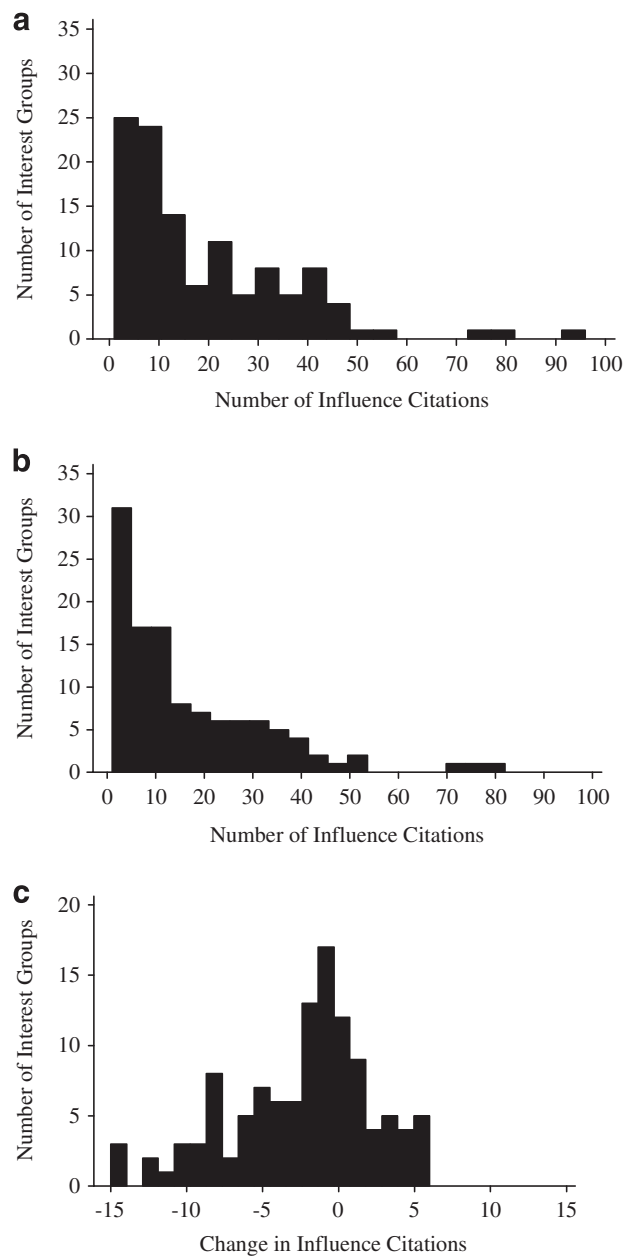 a
35
30
25
20
15
10
5
0
Number of Interest Groups
0 10 20 30 40 50 60 70 80 90 100
Number of Influence Citations
b
35
30
25
20
15
10
5
0
Number of Interest Groups
0 10 20 30 40 50 60 70 80 90 100
Number of Influence Citations
c
20
15
10
5
0
Number of Interest Groups
-15 -10 -5 0 5 10 15
Change in Influence Citations